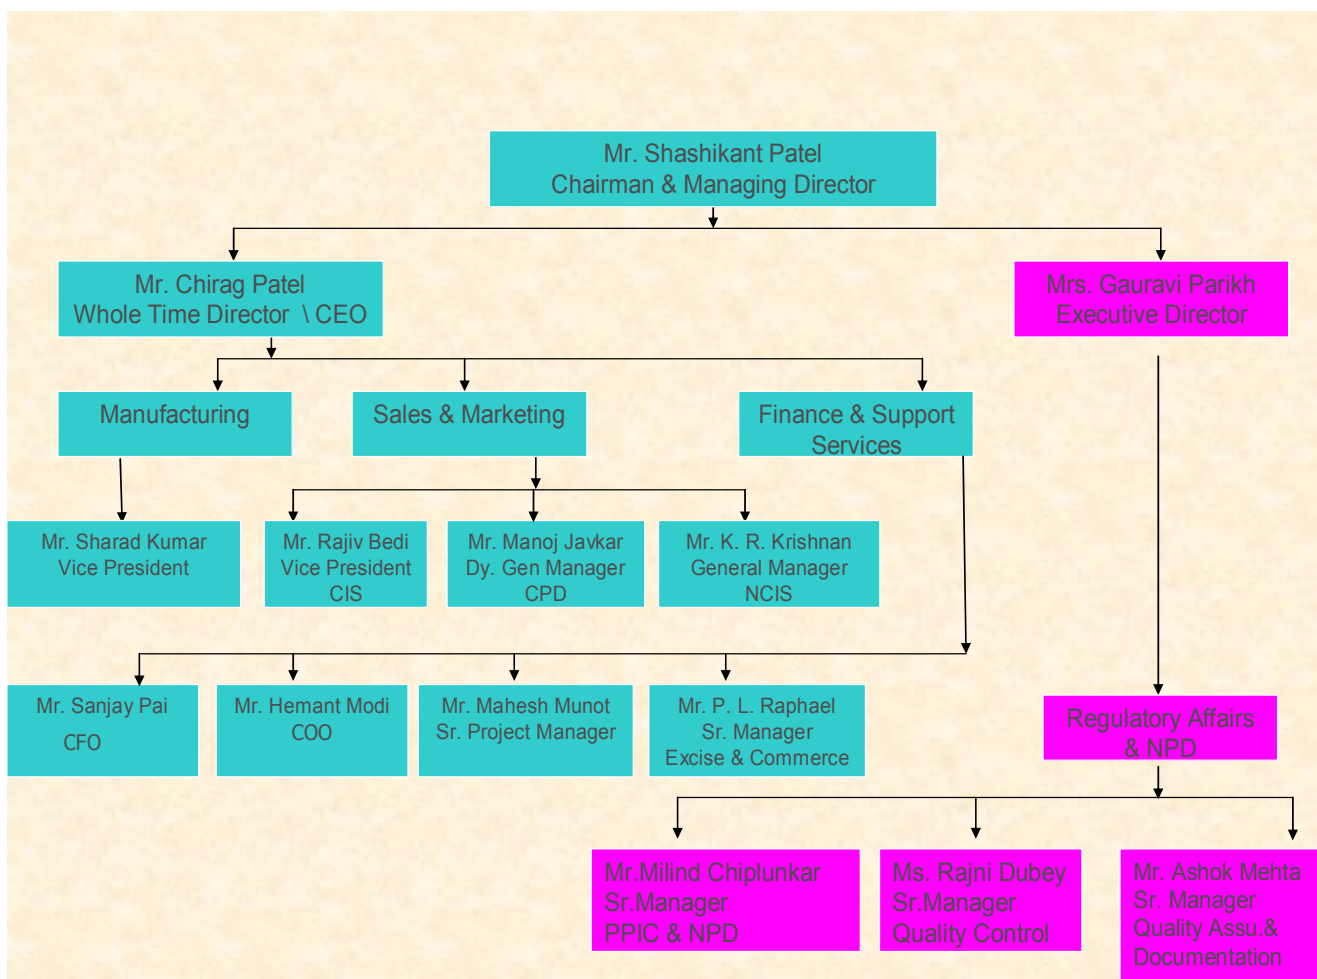 Mr. Shashikant Patel
Chairman & Managing Director
Mr. Chirag Patel
Whole Time Director \ CEO
Mrs. Gauravi Parikh
Executive Director
Manufacturing
Sales & Marketing
Finance & Support
Services
Mr. Sharad Kumar
Vice President
Mr. Rajiv Bedi
Vice President
CIS
Mr. Manoj Javkar
Dy. Gen Manager
CPD
Mr. K. R. Krishnan
General Manager
NCIS
Mr. Sanjay Pai
CFO
Mr. Hemant Modi
COO
Mr. Mahesh Munot
Sr. Project Manager
Mr. P. L. Raphael
Sr. Manager
Excise & Commerce
Regulatory Affairs
& NPD
Mr.Milind Chiplunkar
Sr.Manager
PPIC & NPD
Ms. Rajni Dubey
Sr.Manager
Quality Control
Mr. Ashok Mehta
Sr. Manager
Quality Assu.&
Documentation